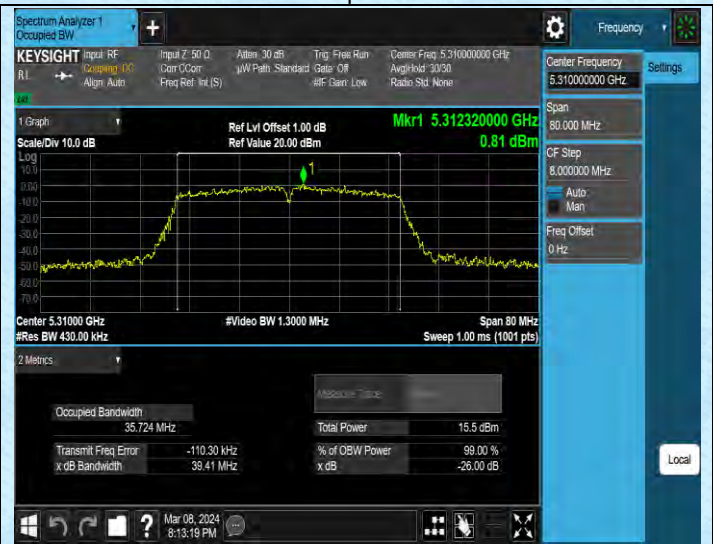 Spectrum Analyzer 1
Occupied BW
+
Frequency
KEYSIGHT Input: RF
RL
Coupling: DC
Align: Auto
Input Z: 50 Ω
Corr CCorr
Freq Ref: Int (S)
Atten: 30 dB
µW Path: Standard
Trig: Free Run
Gate: Off
#IF Gain: Low
Center Freq: 5.310000000 GHz
Avg|Hold: 30/30
Radio Std: None
Center Frequency
5.310000000 GHz
Settings
Span
80.000 MHz
CF Step
8.000000 MHz
Auto
Man
Freq Offset
0 Hz
1 Graph
Scale/Div 10.0 dB
Ref Lvl Offset 1.00 dB
Ref Value 20.00 dBm
Mkr1 5.312320000 GHz
0.81 dBm
Log
10.0
0.00
-10.0
-20.0
-30.0
-40.0
-50.0
-60.0
-70.0
1
Center 5.31000 GHz
#Res BW 430.00 kHz
#Video BW 1.3000 MHz
Span 80 MHz
Sweep 1.00 ms (1001 pts)
2 Metrics
Measure Trace
Occupied Bandwidth
35.724 MHz
Total Power 15.5 dBm
Transmit Freq Error -110.30 kHz % of OBW Power 99.00 %
x dB Bandwidth 39.41 MHz x dB -26.00 dB
Local
?
Mar 08, 2024
8:13:19 PM